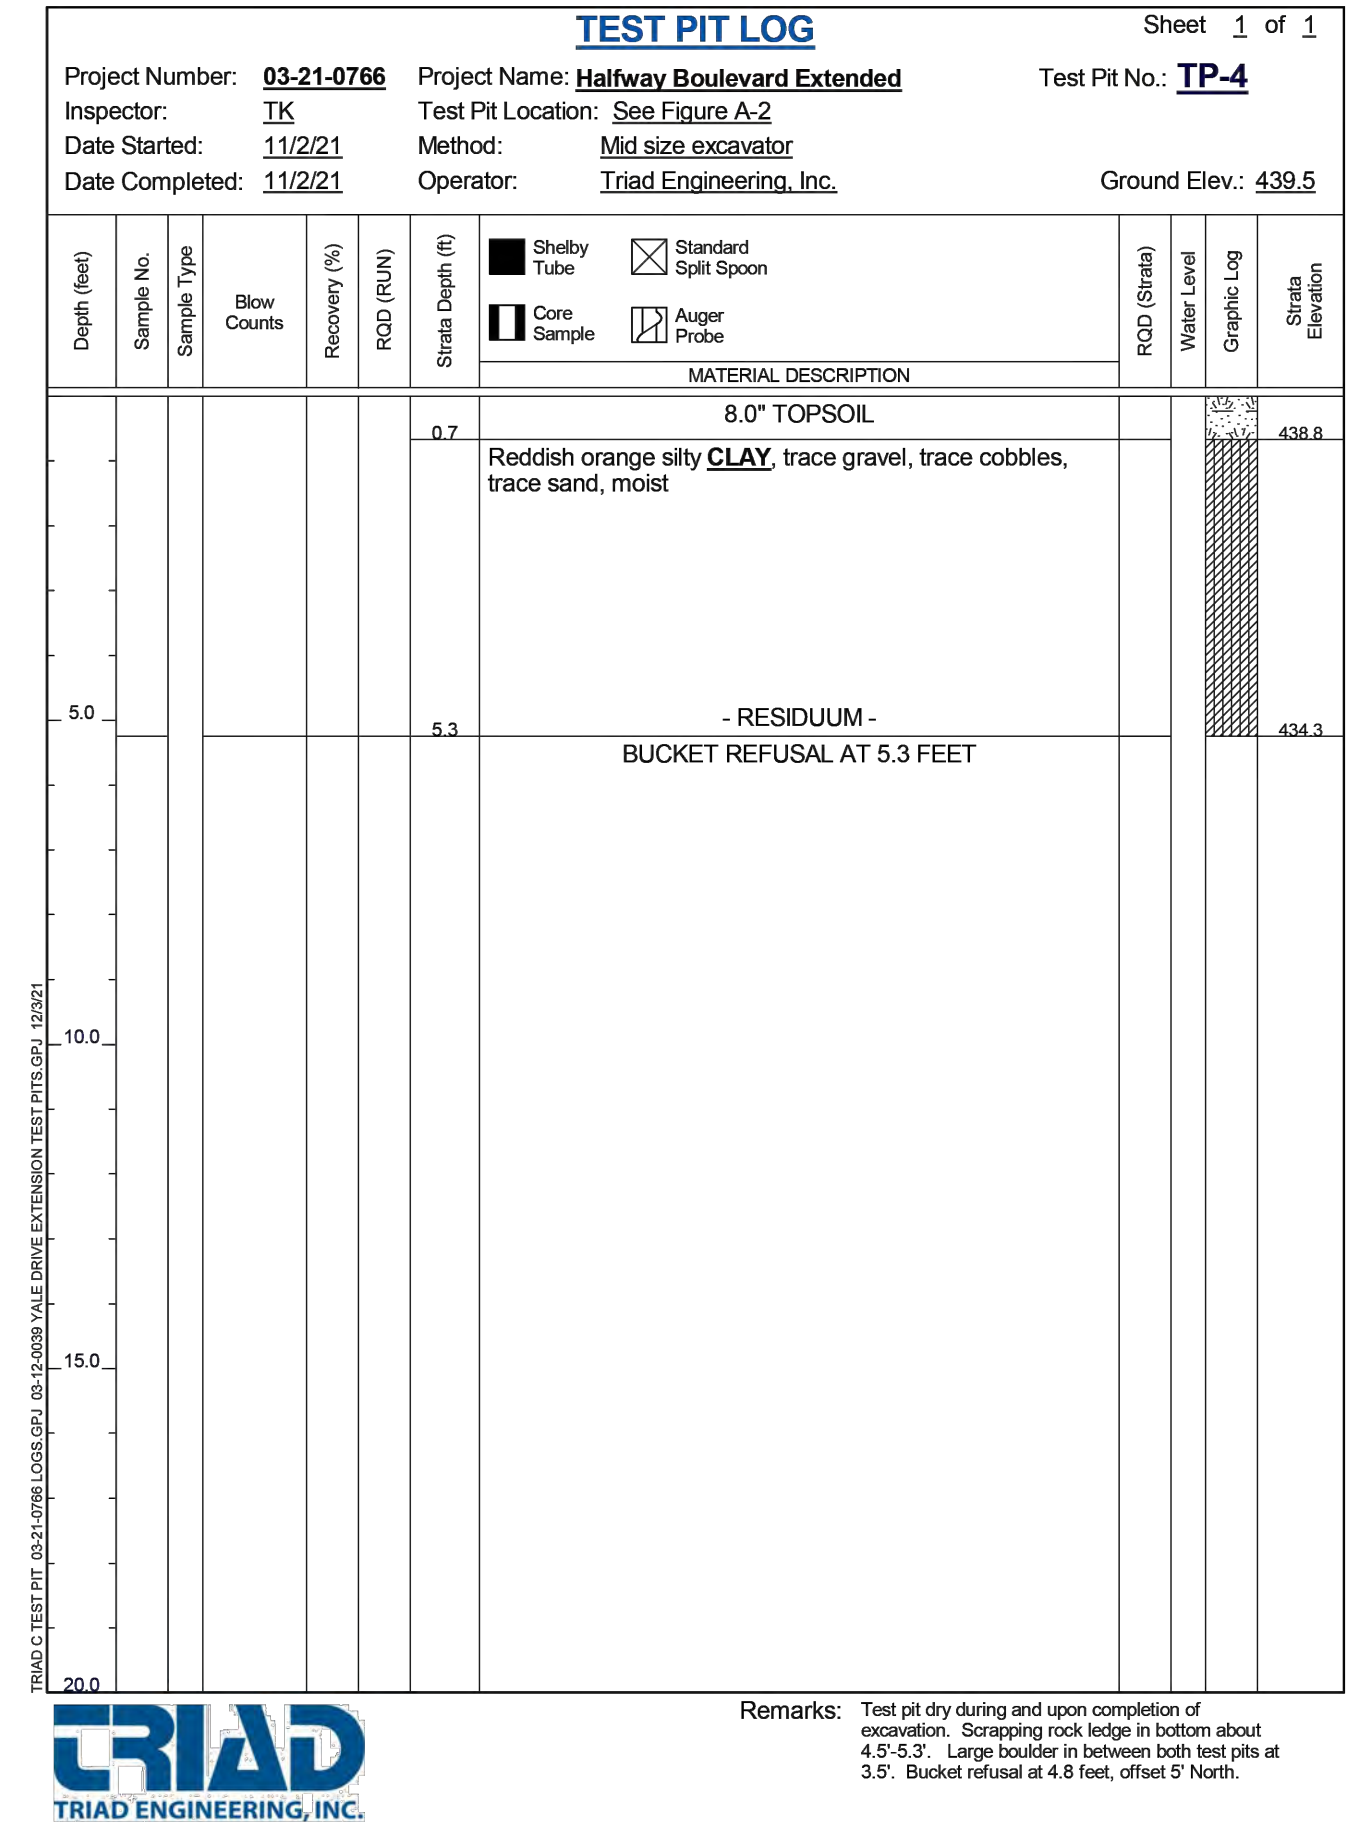 TEST PIT LOG
Sheet 1 of 1
Project Number: 03-21-0766 Project Name: Halfway Boulevard Extended Test Pit No.: TP-4
Inspector: TK Test Pit Location: See Figure A-2
Date Started: 11/2/21 Method: Mid size excavator
Date Completed: 11/2/21 Operator: Triad Engineering, Inc. Ground Elev.: 439.5
Depth (feet)
Sample No.
Sample Type
Blow
Counts
Recovery (%)
RQD (RUN)
Strata Depth (ft)
Shelby
Tube
Standard
Split Spoon
Core
Sample
Auger
Probe
MATERIAL DESCRIPTION
RQD (Strata)
Water Level
Graphic Log
Strata
Elevation
8.0" TOPSOIL
0.7 438.8
Reddish orange silty CLAY, trace gravel, trace cobbles,
trace sand, moist
5.0 - RESIDUUM -
5.3 434.3
BUCKET REFUSAL AT 5.3 FEET
10.0
15.0
20.0
TRIAD C TEST PIT 03-21-0766 LOGS.GPJ 03-12-0039 YALE DRIVE EXTENSION TEST PITS.GPJ 12/3/21
TRIAD
TRIAD ENGINEERING, INC.
Remarks: Test pit dry during and upon completion of
excavation. Scrapping rock ledge in bottom about
4.5'-5.3'. Large boulder in between both test pits at
3.5'. Bucket refusal at 4.8 feet, offset 5' North.